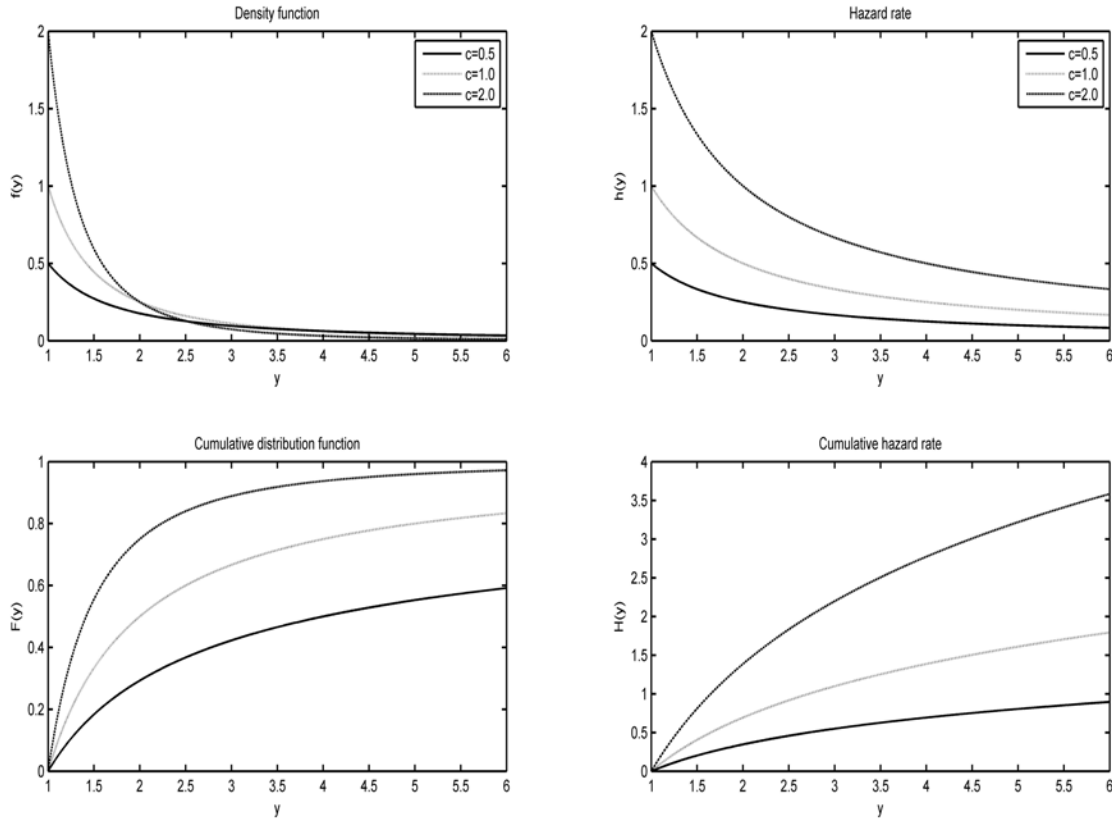 Density function
2
1.5
1
0.5
0
f(y)
c=0.5
c=1.0
c=2.0
1 1.5 2 2.5 3 3.5 4 4.5 5 5.5 6
y
Hazard rate
2
1.5
1
0.5
0
h(y)
c=0.5
c=1.0
c=2.0
1 1.5 2 2.5 3 3.5 4 4.5 5 5.5 6
y
Cumulative distribution function
1
0.8
0.6
0.4
0.2
0
F(y)
1 1.5 2 2.5 3 3.5 4 4.5 5 5.5 6
y
Cumulative hazard rate
4
3.5
3
2.5
2
1.5
1
0.5
0
H(y)
1 1.5 2 2.5 3 3.5 4 4.5 5 5.5 6
y